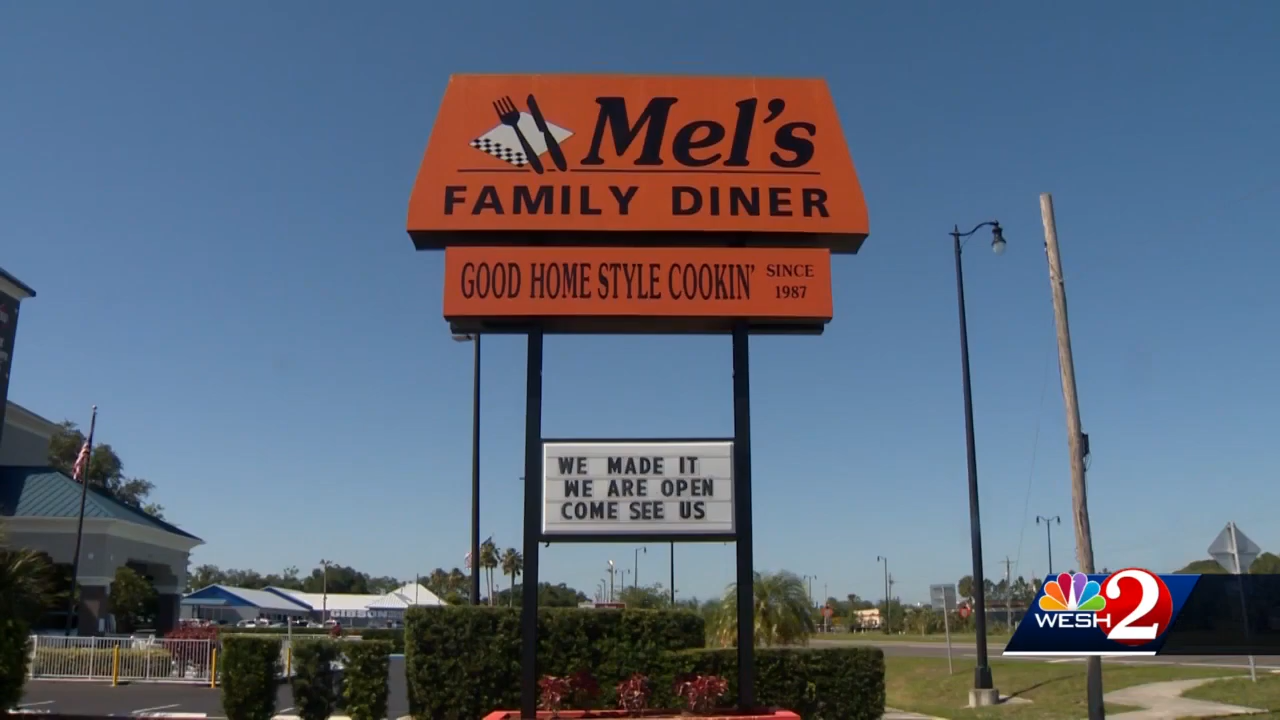 Mel's
FAMILY DINER
GOOD HOME STYLE COOKIN' SINCE 1987
WE MADE IT
WE ARE OPEN
COME SEE US
WESH 2